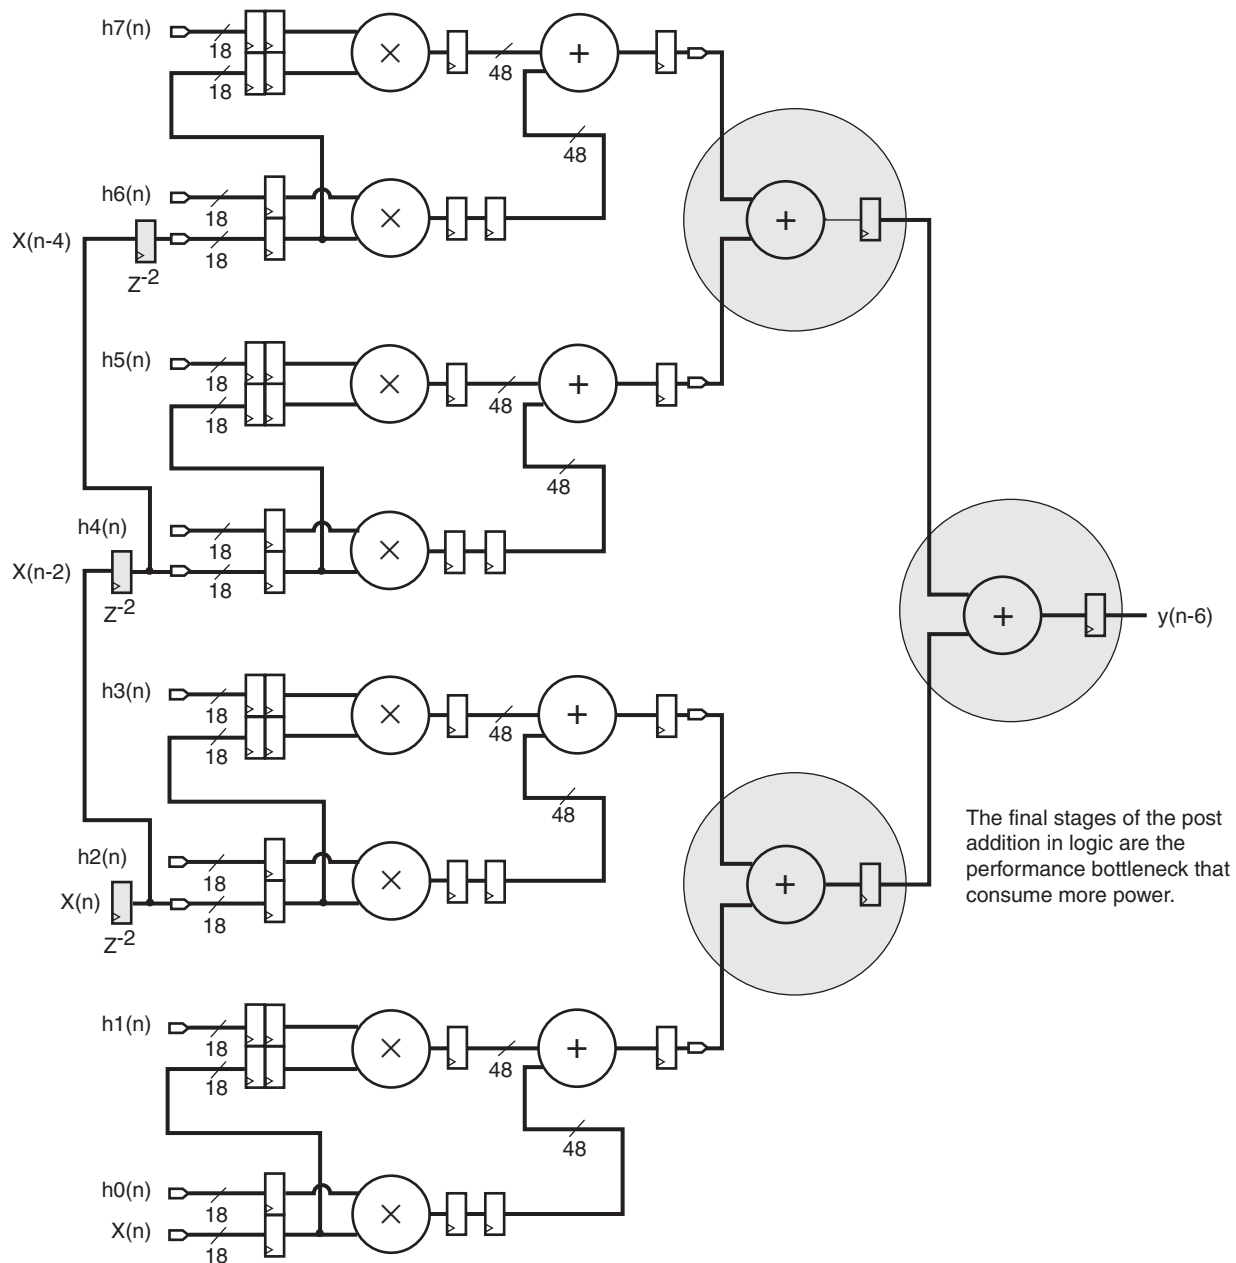 h7(n)
18
18
×
48
+
48
h6(n)
18
×
+
X(n-4)
18
Z-2
h5(n)
18
18
×
48
+
48
h4(n)
18
×
X(n-2)
18
Z-2
+
y(n-6)
h3(n)
18
18
×
48
+
48
The final stages of the post
addition in logic are the
performance bottleneck that
consume more power.
h2(n)
18
×
+
X(n)
18
Z-2
h1(n)
18
18
×
48
+
48
h0(n)
18
×
X(n)
18